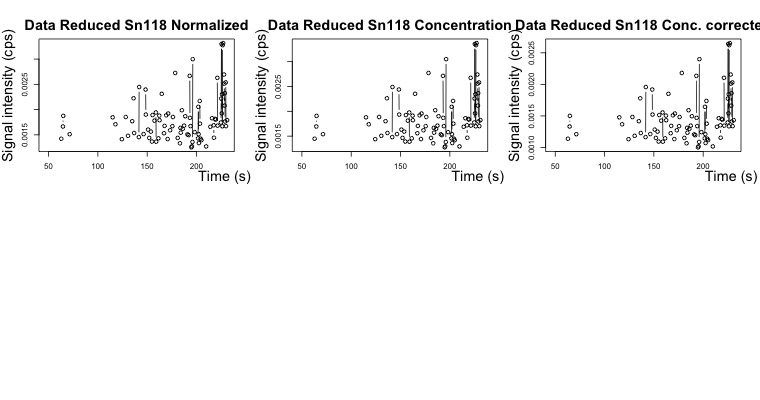 Data Reduced Sn118 Normalized
Signal intensity (cps)
0.0015
0.0025
50
100
150
200
Time (s)
Data Reduced Sn118 Concentration
Signal intensity (cps)
0.0015
0.0025
50
100
150
200
Time (s)
Data Reduced Sn118 Conc. correcte
Signal intensity (cps)
0.0010
0.0015
0.0020
0.0025
50
100
150
200
Time (s)